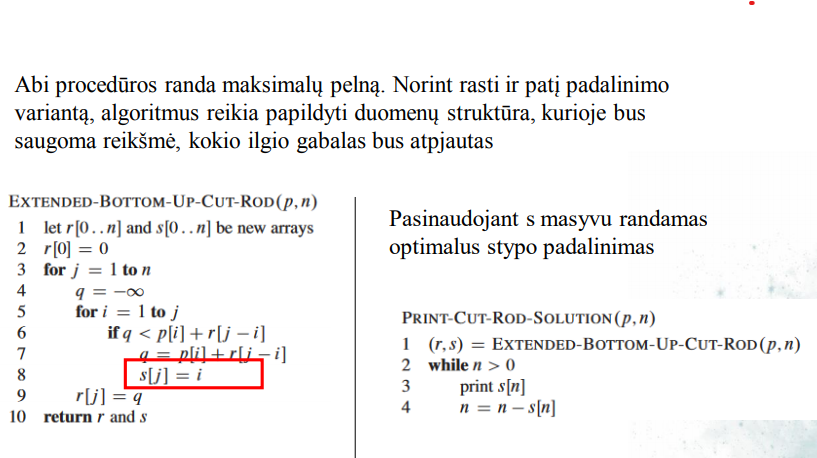 Abi procedūros randa maksimalų pelną. Norint rasti ir patį padalinimo
variantą, algoritmus reikia papildyti duomenų struktūra, kurioje bus
saugoma reikšmė, kokio ilgio gabalas bus atpjautas
EXTENDED-BOTTOM-UP-CUT-ROD(p, n)
1 let r[0..n] and s[0..n] be new arrays
2 r[0] = 0
3 for j = 1 to n
4 q = −∞
5 for i = 1 to j
6 if q < p[i] + r[j − i]
7 q = p[i] + r[j − i]
8 s[j] = i
9 r[j] = q
10 return r and s
Pasinaudojant s masyvu randamas
optimalus stypo padalinimas
PRINT-CUT-ROD-SOLUTION(p, n)
1 (r, s) = EXTENDED-BOTTOM-UP-CUT-ROD(p, n)
2 while n > 0
3 print s[n]
4 n = n − s[n]